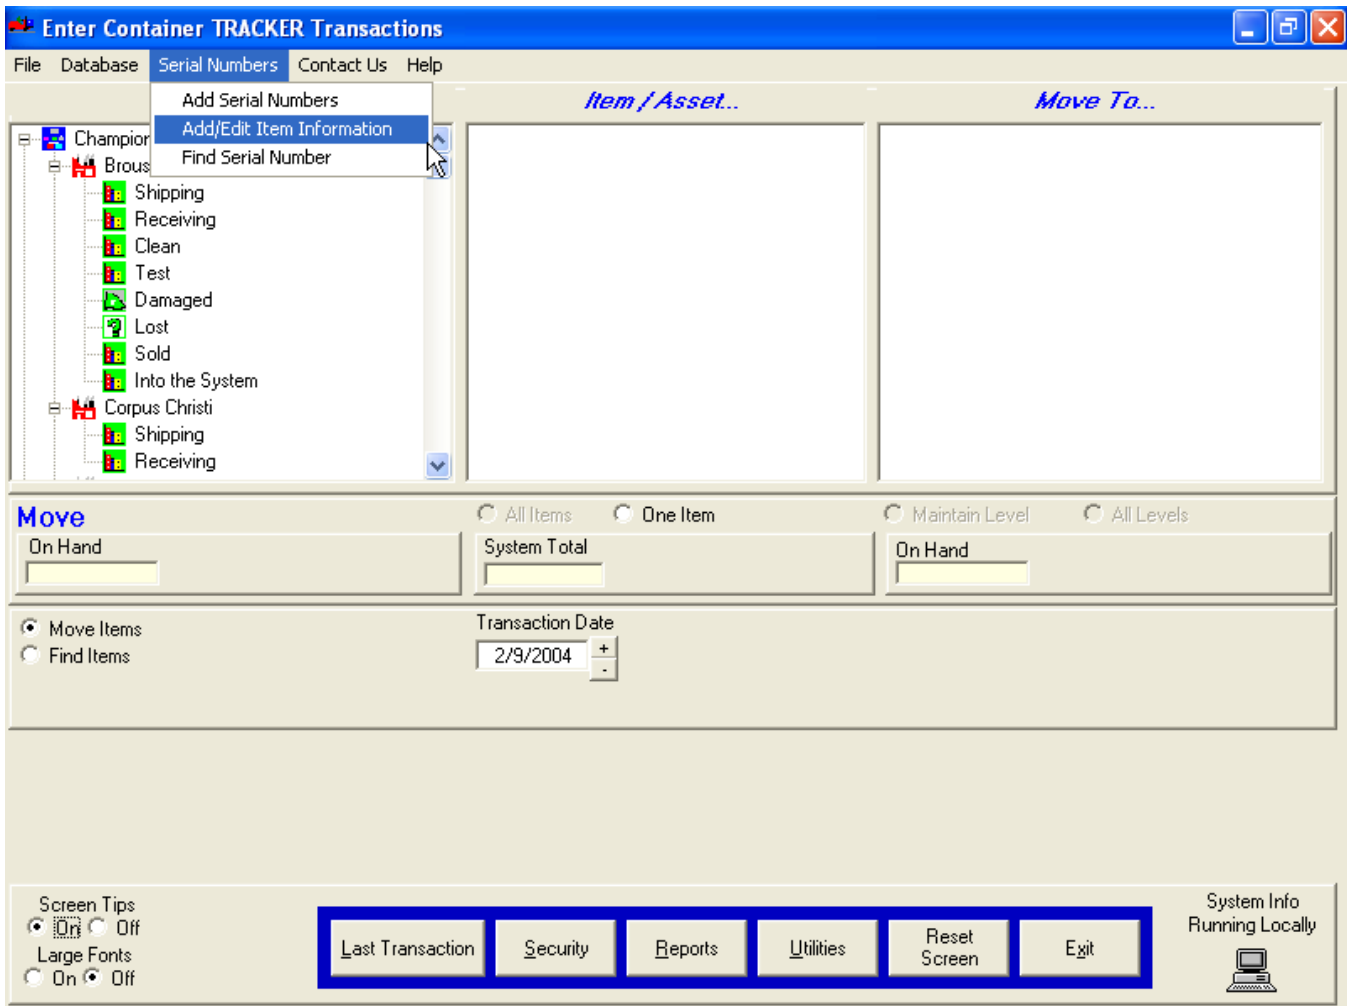 Enter Container TRACKER Transactions
File Database Serial Numbers Contact Us Help
Add Serial Numbers
Add/Edit Item Information
Find Serial Number
Item / Asset...
Move To...
Champion
Brous
Shipping
Receiving
Clean
Test
Damaged
Lost
Sold
Into the System
Corpus Christi
Shipping
Receiving
Move
All Items One Item
Maintain Level All Levels
On Hand
System Total
On Hand
Move Items
Find Items
Transaction Date
2/9/2004
+
-
Screen Tips
On Off
Large Fonts
On Off
Last Transaction
Security
Reports
Utilities
Reset
Screen
Exit
System Info
Running Locally